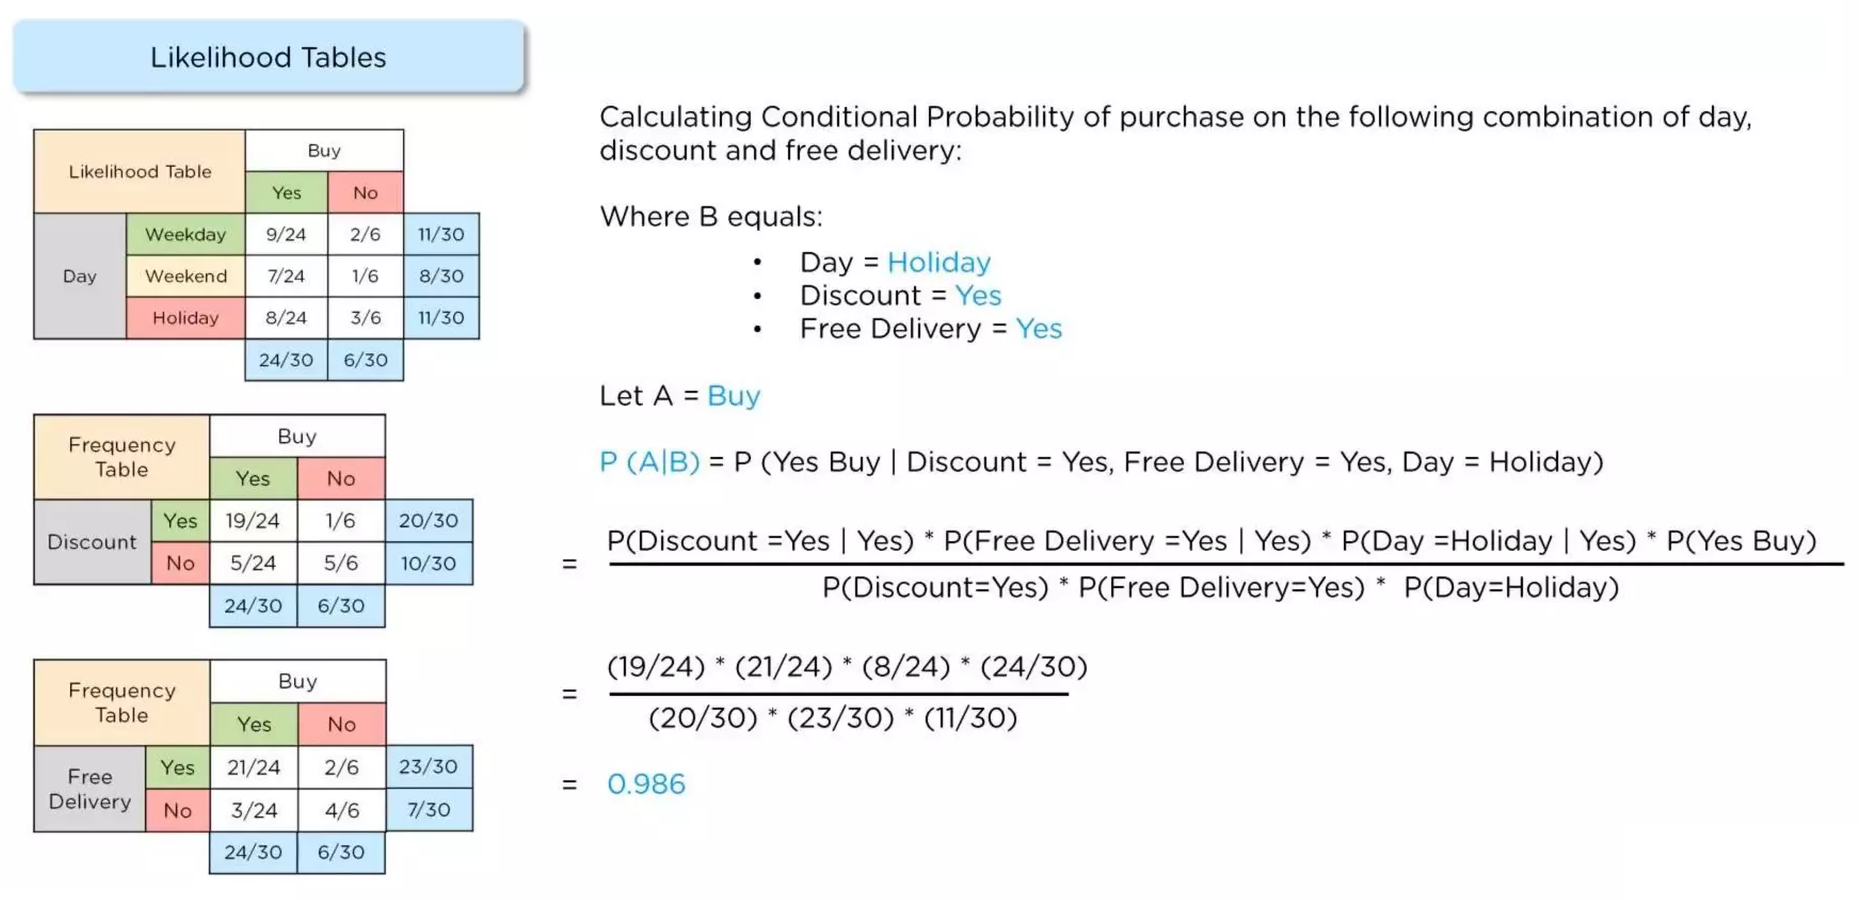 Likelihood Tables
Likelihood Table
Buy
Yes No
Day
Weekday 9/24 2/6 11/30
Weekend 7/24 1/6 8/30
Holiday 8/24 3/6 11/30
24/30 6/30
Frequency
Table
Buy
Yes No
Discount
Yes 19/24 1/6 20/30
No 5/24 5/6 10/30
24/30 6/30
Frequency
Table
Buy
Yes No
Free
Delivery
Yes 21/24 2/6 23/30
No 3/24 4/6 7/30
24/30 6/30
Calculating Conditional Probability of purchase on the following combination of day,
discount and free delivery:
Where B equals:
• Day = Holiday
• Discount = Yes
• Free Delivery = Yes
Let A = Buy
P (A|B) = P (Yes Buy | Discount = Yes, Free Delivery = Yes, Day = Holiday)
= P(Discount =Yes | Yes) * P(Free Delivery =Yes | Yes) * P(Day =Holiday | Yes) * P(Yes Buy)
P(Discount=Yes) * P(Free Delivery=Yes) * P(Day=Holiday)
= (19/24) * (21/24) * (8/24) * (24/30)
(20/30) * (23/30) * (11/30)
= 0.986